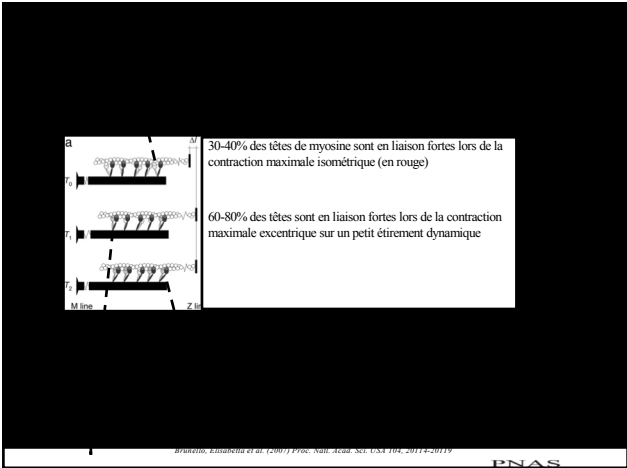 a
Δl
30-40% des têtes de myosine sont en liaison fortes lors de la
contraction maximale isométrique (en rouge)
T0
60-80% des têtes sont en liaison fortes lors de la contraction
maximale excentrique sur un petit étirement dynamique
T1
T2
M line Z lin
Brunello, Elisabetta et al. (2007) Proc. Natl. Acad. Sci. USA 104, 20114-20119
PNAS